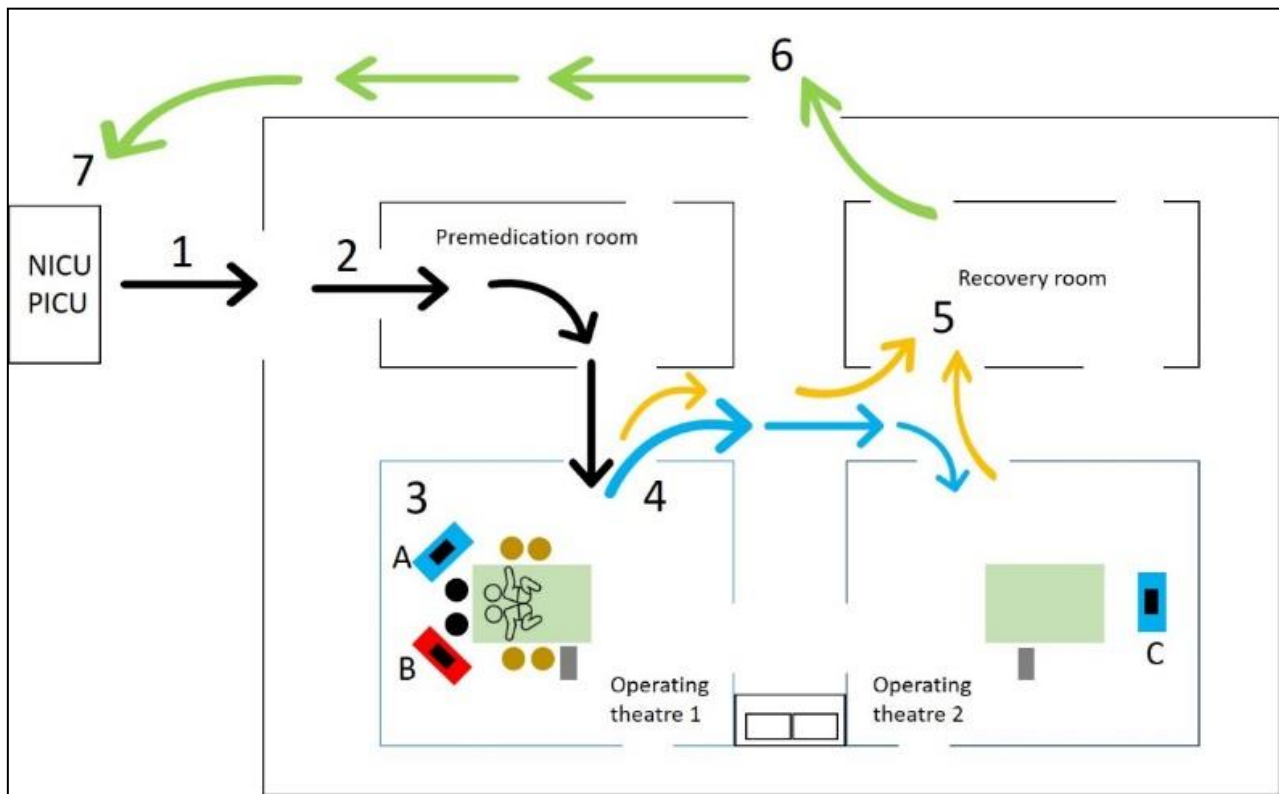 6
7
1
2
Premedication room
NICU
PICU
Recovery room
5
3
4
A
B
C
Operating
theatre 1
Operating
theatre 2